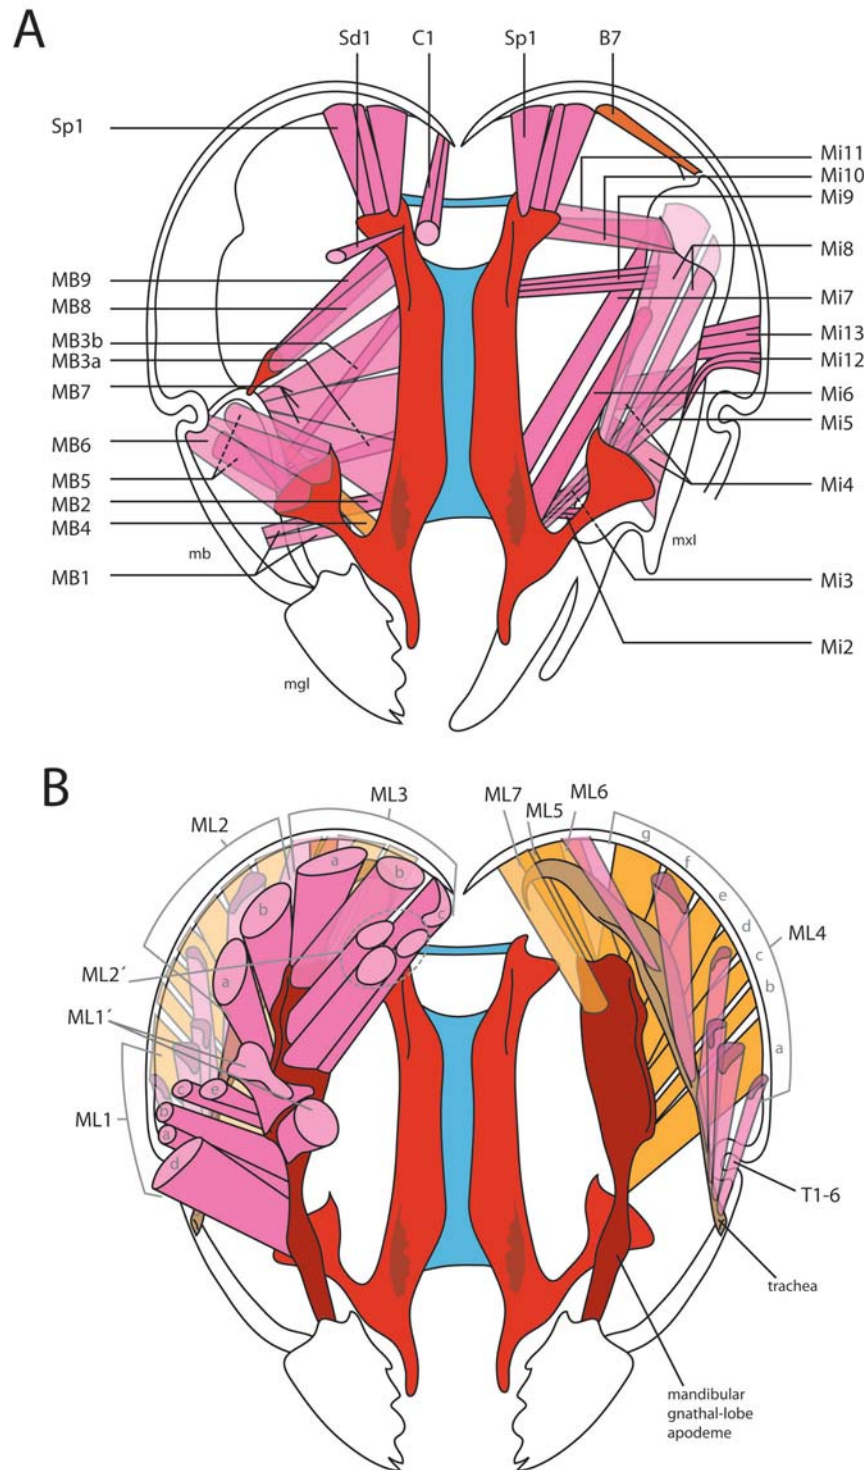 A
Sd1 C1 Sp1 B7
Sp1
MB9
MB8
MB3b
MB3a
MB7
MB6
MB5
MB2
MB4
MB1
mb
mgl
Mi11
Mi10
Mi9
Mi8
Mi7
Mi13
Mi12
Mi6
Mi5
Mi4
mxl
Mi3
Mi2
B
ML2 ML3 ML7 ML5 ML6
a b c
b
a
ML2´
ML1´
ML1
c e
b
a
d
g
f
e
d
c
b
a
ML4
T1-6
trachea
mandibular
gnathal-lobe
apodeme